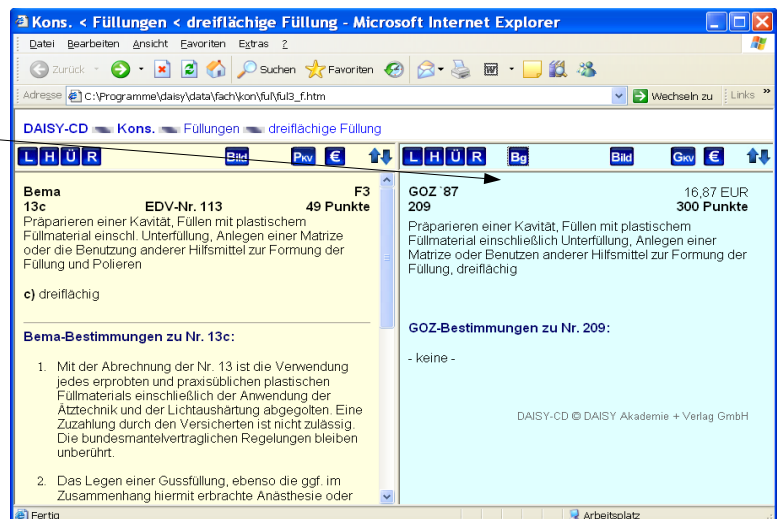 Kons. < Füllungen < dreiflächige Füllung - Microsoft Internet Explorer
Datei Bearbeiten Ansicht Favoriten Extras ?
Zurück Suchen Favoriten
Adresse C:\Programme\daisy\data\fach\kon\ful\ful3_f.htm Wechseln zu Links »
DAISY-CD Kons. Füllungen dreiflächige Füllung
L H Ü R Bild PKV €
Bema F3
13c EDV-Nr. 113 49 Punkte
Präparieren einer Kavität, Füllen mit plastischem
Füllmaterial einschl. Unterfüllung, Anlegen einer Matrize
oder die Benutzung anderer Hilfsmittel zur Formung der
Füllung und Polieren
c) dreiflächig
Bema-Bestimmungen zu Nr. 13c:
1. Mit der Abrechnung der Nr. 13 ist die Verwendung
jedes erprobten und praxisüblichen plastischen
Füllmaterials einschließlich der Anwendung der
Ätztechnik und der Lichtaushärtung abgegolten. Eine
Zuzahlung durch den Versicherten ist nicht zulässig.
Die bundesmantelvertraglichen Regelungen bleiben
unberührt.
2. Das Legen einer Gussfüllung, ebenso die ggf. im
Zusammenhang hiermit erbrachte Anästhesie oder
L H Ü R Bg Bild GKV €
GOZ ´87 16,87 EUR
209 300 Punkte
Präparieren einer Kavität, Füllen mit plastischem
Füllmaterial einschließlich Unterfüllung, Anlegen einer
Matrize oder Benutzen anderer Hilfsmittel zur Formung der
Füllung, dreiflächig
GOZ-Bestimmungen zu Nr. 209:
- keine -
DAISY-CD © DAISY Akademie + Verlag GmbH
Fertig Arbeitsplatz